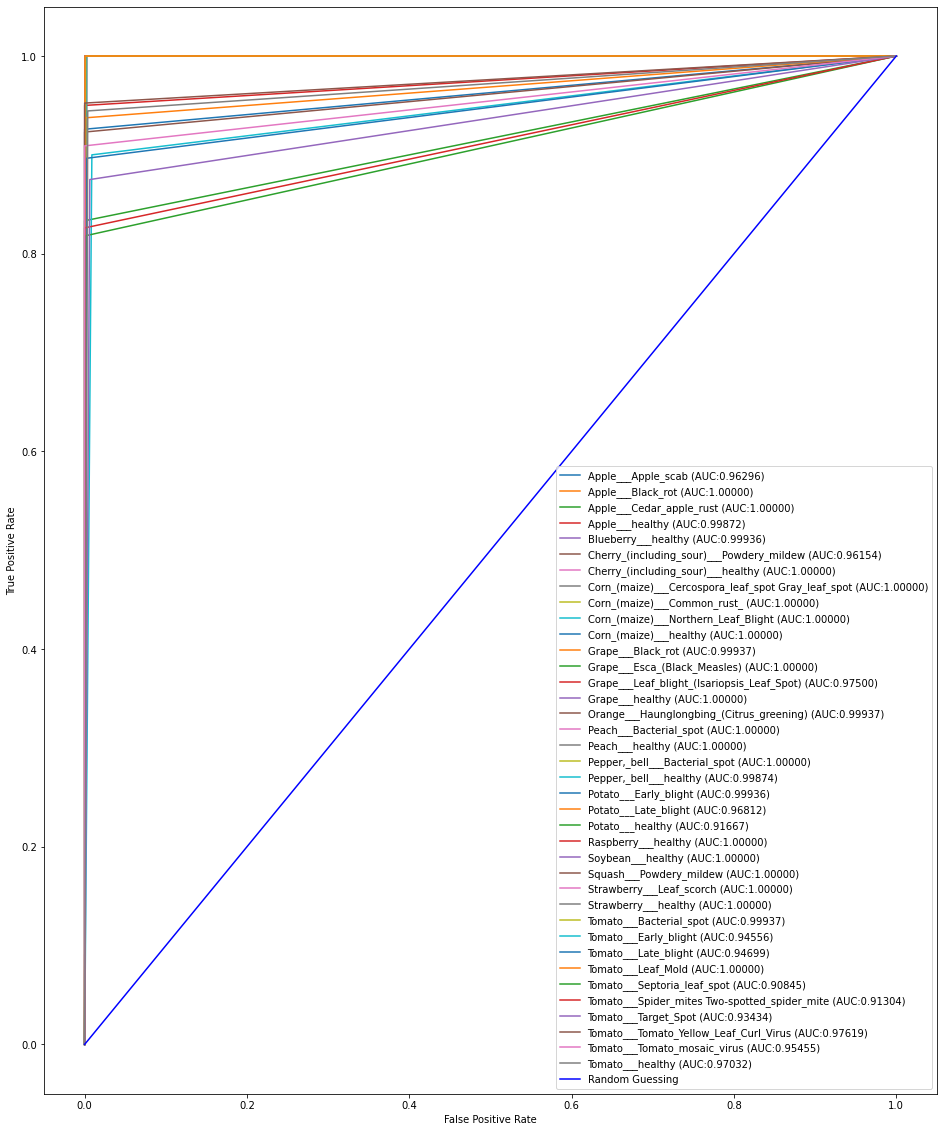 1.0
0.8
0.6
0.4
0.2
0.0
True Positive Rate
Apple___Apple_scab (AUC:0.96296)
Apple___Black_rot (AUC:1.00000)
Apple___Cedar_apple_rust (AUC:1.00000)
Apple___healthy (AUC:0.99872)
Blueberry___healthy (AUC:0.99936)
Cherry_(including_sour)___Powdery_mildew (AUC:0.96154)
Cherry_(including_sour)___healthy (AUC:1.00000)
Corn_(maize)___Cercospora_leaf_spot Gray_leaf_spot (AUC:1.00000)
Corn_(maize)___Common_rust_ (AUC:1.00000)
Corn_(maize)___Northern_Leaf_Blight (AUC:1.00000)
Corn_(maize)___healthy (AUC:1.00000)
Grape___Black_rot (AUC:0.99937)
Grape___Esca_(Black_Measles) (AUC:1.00000)
Grape___Leaf_blight_(Isariopsis_Leaf_Spot) (AUC:0.97500)
Grape___healthy (AUC:1.00000)
Orange___Haunglongbing_(Citrus_greening) (AUC:0.99937)
Peach___Bacterial_spot (AUC:1.00000)
Peach___healthy (AUC:1.00000)
Pepper,_bell___Bacterial_spot (AUC:1.00000)
Pepper,_bell___healthy (AUC:0.99874)
Potato___Early_blight (AUC:0.99936)
Potato___Late_blight (AUC:0.96812)
Potato___healthy (AUC:0.91667)
Raspberry___healthy (AUC:1.00000)
Soybean___healthy (AUC:1.00000)
Squash___Powdery_mildew (AUC:1.00000)
Strawberry___Leaf_scorch (AUC:1.00000)
Strawberry___healthy (AUC:1.00000)
Tomato___Bacterial_spot (AUC:0.99937)
Tomato___Early_blight (AUC:0.94556)
Tomato___Late_blight (AUC:0.94699)
Tomato___Leaf_Mold (AUC:1.00000)
Tomato___Septoria_leaf_spot (AUC:0.90845)
Tomato___Spider_mites Two-spotted_spider_mite (AUC:0.91304)
Tomato___Target_Spot (AUC:0.93434)
Tomato___Tomato_Yellow_Leaf_Curl_Virus (AUC:0.97619)
Tomato___Tomato_mosaic_virus (AUC:0.95455)
Tomato___healthy (AUC:0.97032)
Random Guessing
0.0 0.2 0.4 0.6 0.8 1.0
False Positive Rate